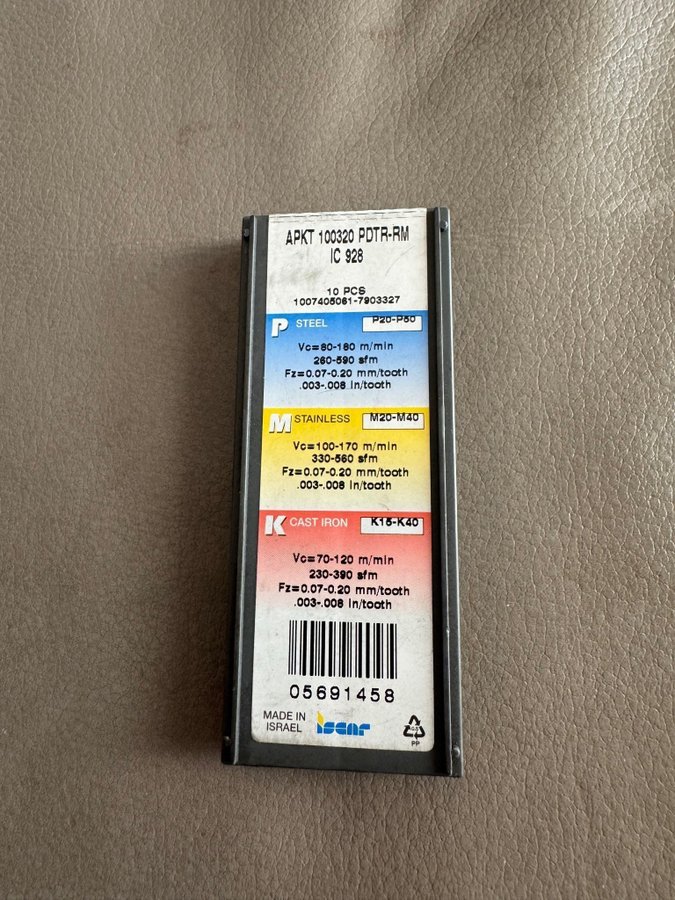 APKT 100320 PDTR-RM
IC 928
10 PCS
1007405061-7903327
P STEEL P20-P50
Vc=80-180 m/min
260-590 sfm
Fz=0.07-0.20 mm/tooth
.003-.008 in/tooth
M STAINLESS M20-M40
Vc=100-170 m/min
330-560 sfm
Fz=0.07-0.20 mm/tooth
.003-.008 in/tooth
K CAST IRON K15-K40
Vc=70-120 m/min
230-390 sfm
Fz=0.07-0.20 mm/tooth
.003-.008 in/tooth
05691458
MADE IN
ISRAEL
iscar
PP